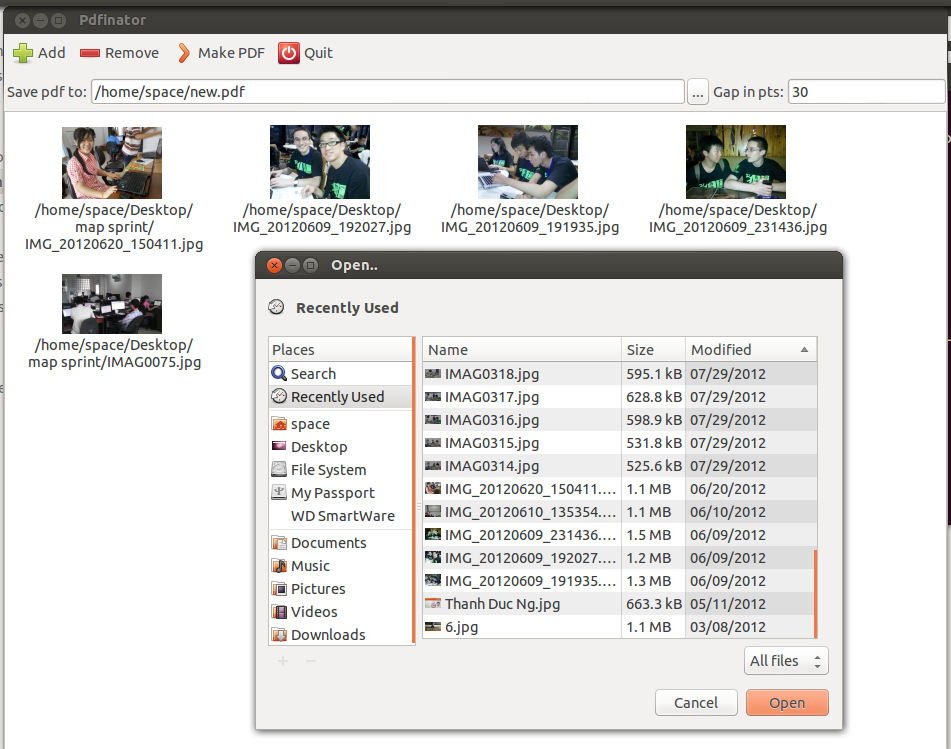 Pdfinator
Add Remove Make PDF Quit
Save pdf to: /home/space/new.pdf ... Gap in pts: 30
/home/space/Desktop/
map sprint/
IMG_20120620_150411.jpg
/home/space/Desktop/
IMG_20120609_192027.jpg
/home/space/Desktop/
IMG_20120609_191935.jpg
/home/space/Desktop/
IMG_20120609_231436.jpg
/home/space/Desktop/
map sprint/IMAG0075.jpg
Open..
Recently Used
Places
Search
Recently Used
space
Desktop
File System
My Passport
WD SmartWare
Documents
Music
Pictures
Videos
Downloads
Name Size Modified
IMAG0318.jpg 595.1 kB 07/29/2012
IMAG0317.jpg 628.8 kB 07/29/2012
IMAG0316.jpg 598.9 kB 07/29/2012
IMAG0315.jpg 531.8 kB 07/29/2012
IMAG0314.jpg 525.6 kB 07/29/2012
IMG_20120620_150411.... 1.1 MB 06/20/2012
IMG_20120610_135354.... 1.1 MB 06/10/2012
IMG_20120609_231436.... 1.5 MB 06/09/2012
IMG_20120609_192027.... 1.2 MB 06/09/2012
IMG_20120609_191935.... 1.3 MB 06/09/2012
Thanh Duc Ng.jpg 663.3 kB 05/11/2012
6.jpg 1.1 MB 03/08/2012
All files
Cancel Open